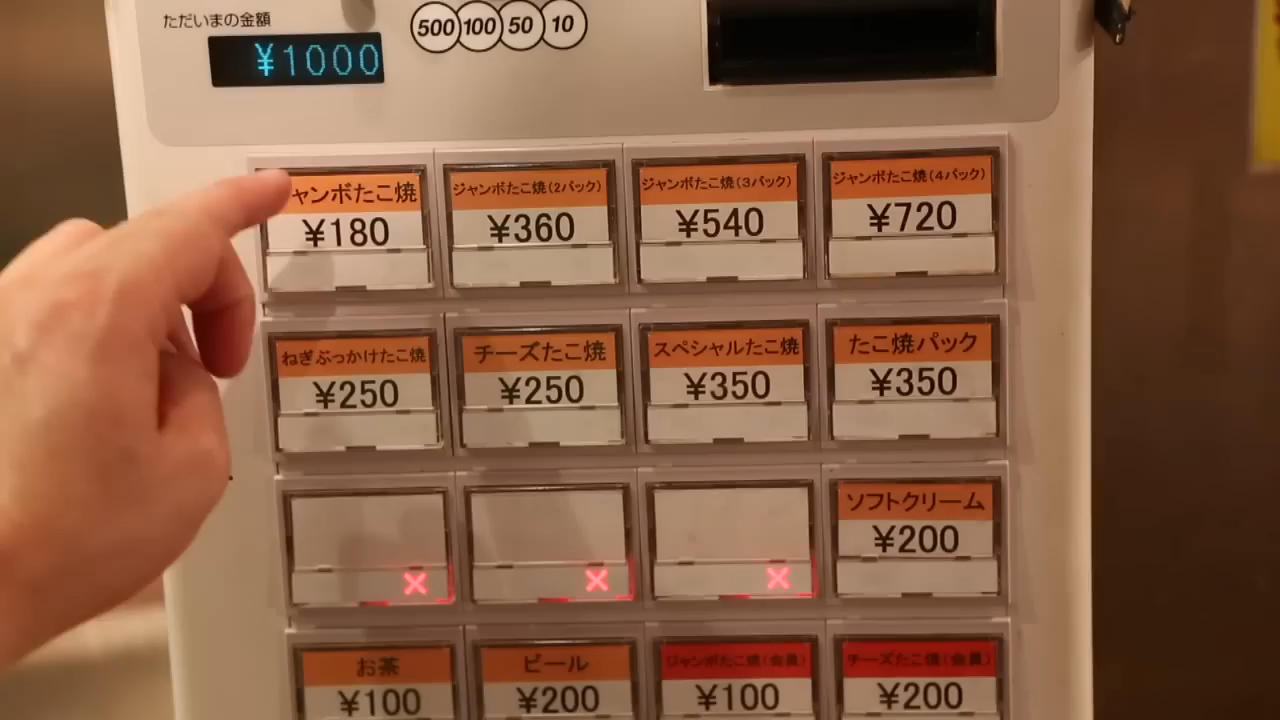 ただいまの金額
¥1000
500 100 50 10
ャンボたこ焼
¥180
ジャンボたこ焼(2パック)
¥360
ジャンボたこ焼(3パック)
¥540
ジャンボたこ焼(4パック)
¥720
ねぎぶっかけたこ焼
¥250
チーズたこ焼
¥250
スペシャルたこ焼
¥350
たこ焼パック
¥350
×
×
×
ソフトクリーム
¥200
お茶
¥100
ビール
¥200
ジャンボたこ焼(会員)
¥100
チーズたこ焼(会員)
¥200